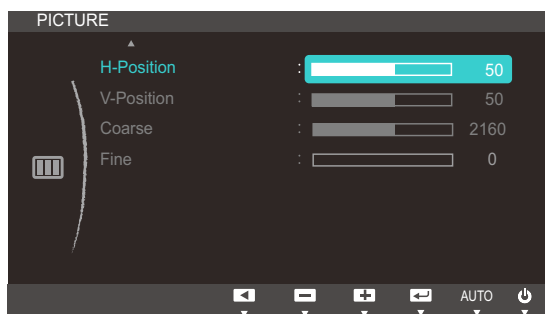 PICTURE
H-Position : 50
V-Position : 50
Coarse : 2160
Fine : 0
AUTO